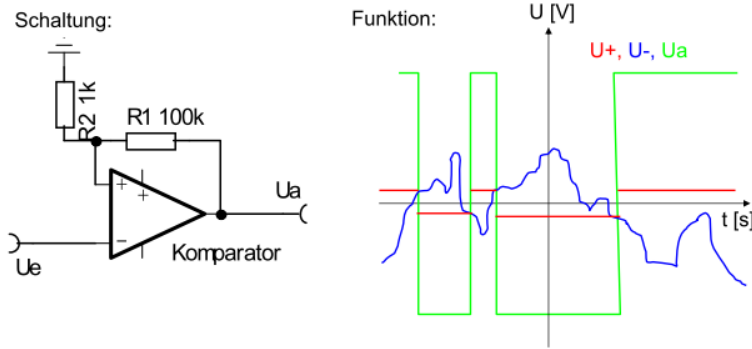 Schaltung:
R2 1k
R1 100k
+
+
+
−
Ua
Ue
Komparator
Funktion:
U [V]
U+, U-, Ua
t [s]